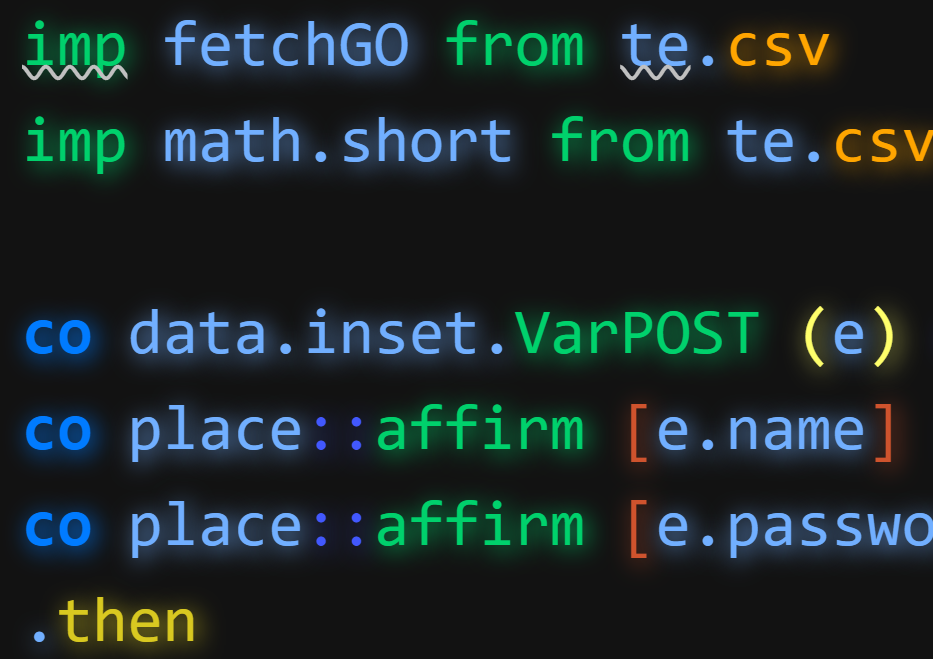 imp fetchGO from te.csv
imp math.short from te.csv
co data.inset.VarPOST (e)
co place::affirm [e.name]
co place::affirm [e.passwo
.then